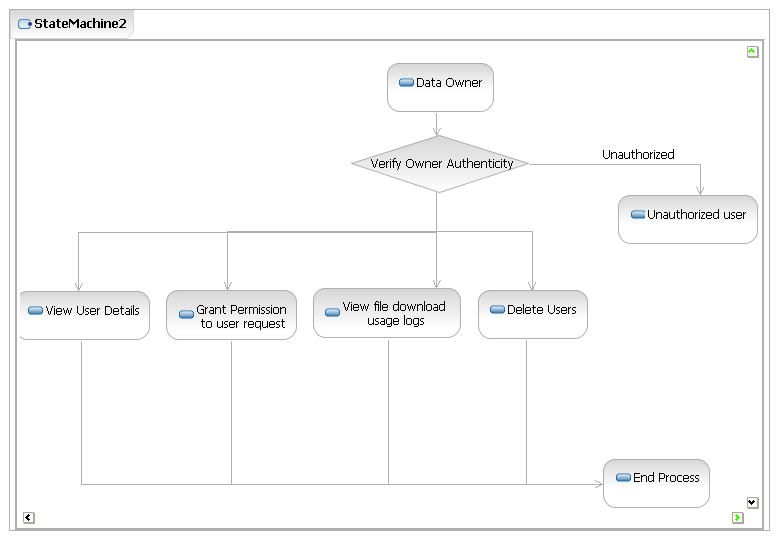 StateMachine2
Data Owner
Verify Owner Authenticity
Unauthorized
Unauthorized user
View User Details
Grant Permission
to user request
View file download
usage logs
Delete Users
End Process